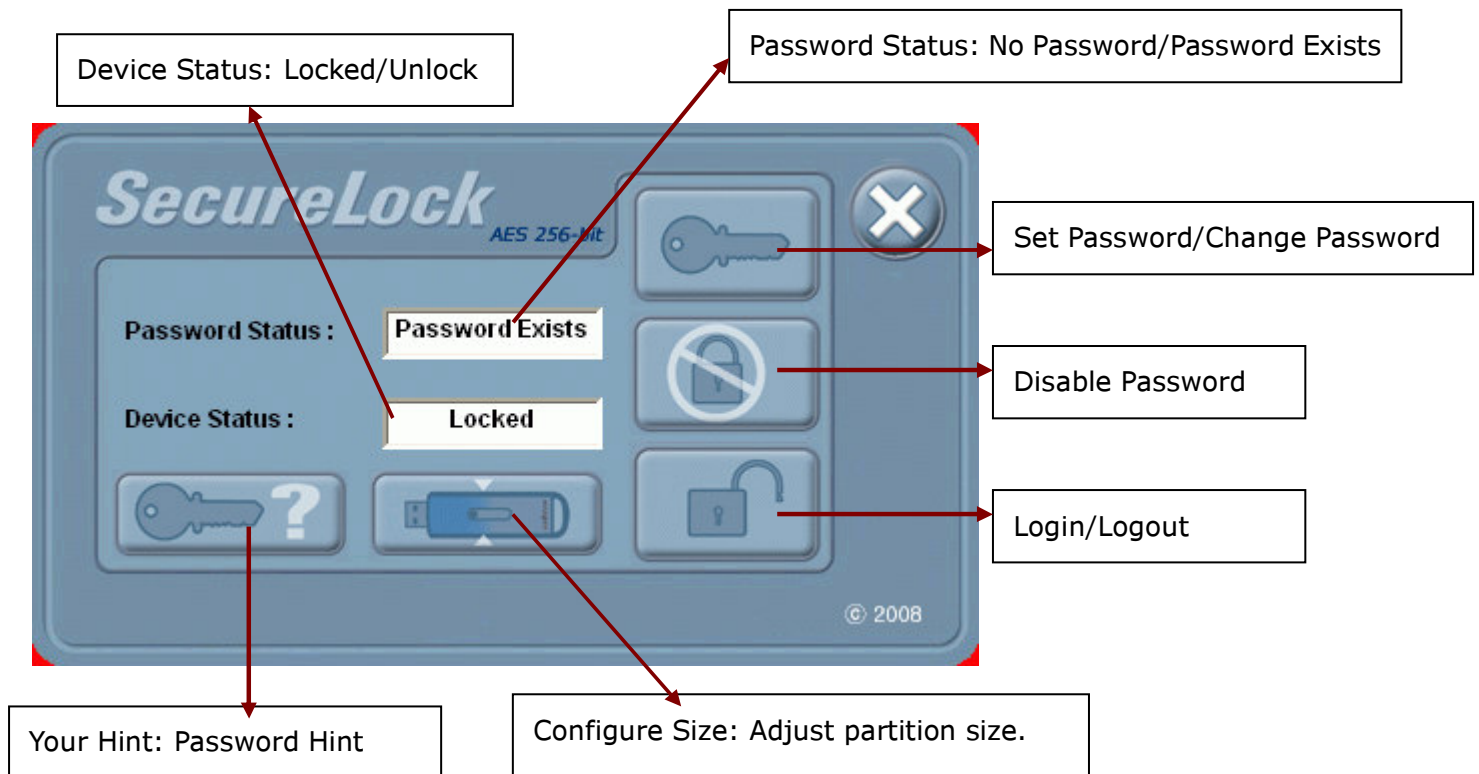 Password Status: No Password/Password Exists
Device Status: Locked/Unlock
SecureLock
AES 256-bit
Set Password/Change Password
Password Status :
Password Exists
Disable Password
Device Status :
Locked
?
Login/Logout
© 2008
Your Hint: Password Hint
Configure Size: Adjust partition size.